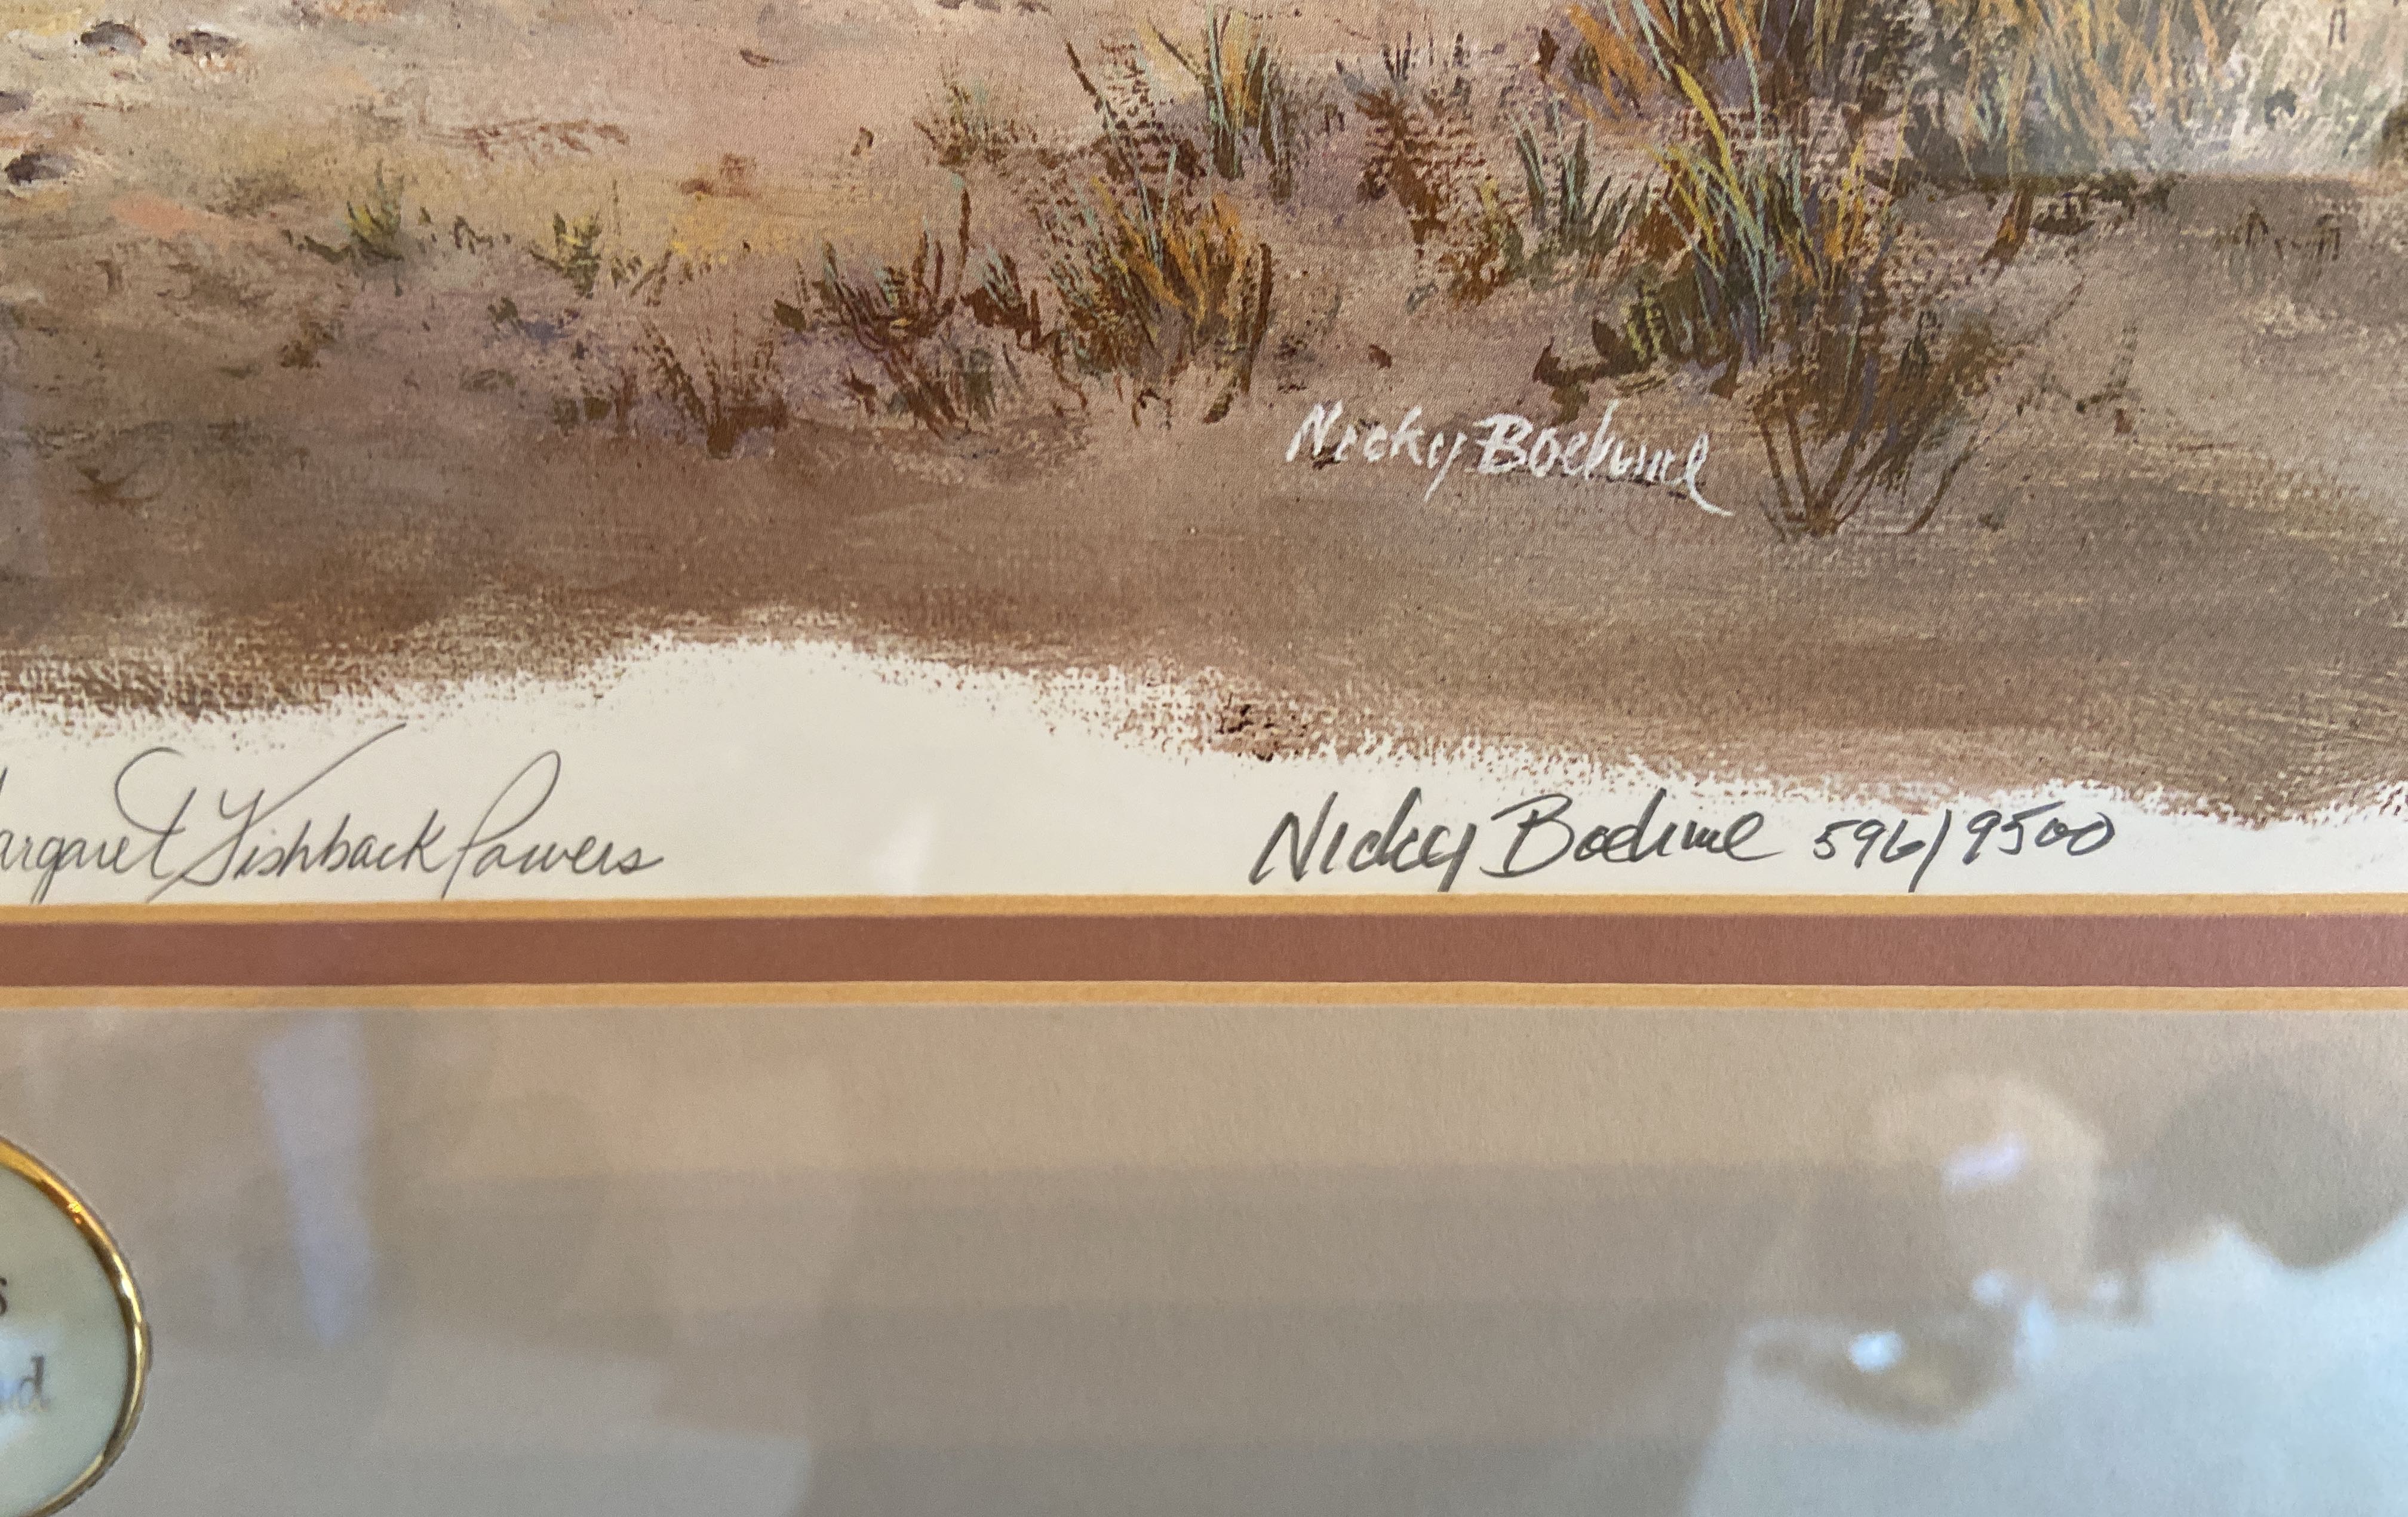 Nicky Boehme
argaret Fishback Powers
Nicky Boehme 596/9500
s
nd